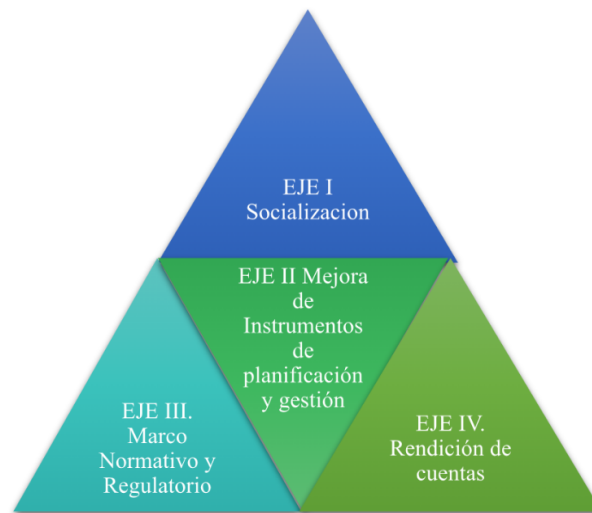 EJE I
Socializacion
EJE II Mejora
de
Instrumentos
de
planificación
y gestión
EJE III.
Marco
Normativo y
Regulatorio
EJE IV.
Rendición de
cuentas